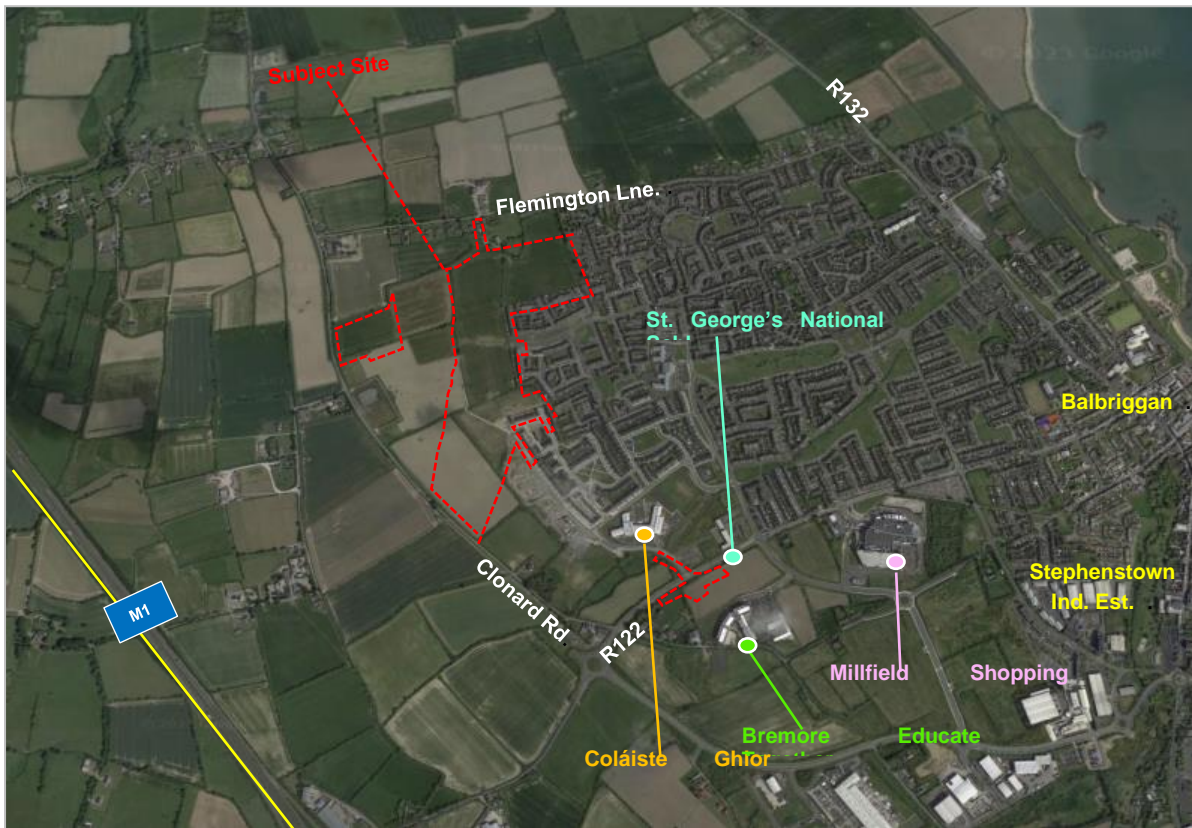 Subject Site
R132
Flemington Lne.
St. George’s National
Balbriggan
Stephenstown
Ind. Est.
Clonard Rd.
R122
M1
Millfield Shopping
Bremore Educate
Coláiste Ghlór